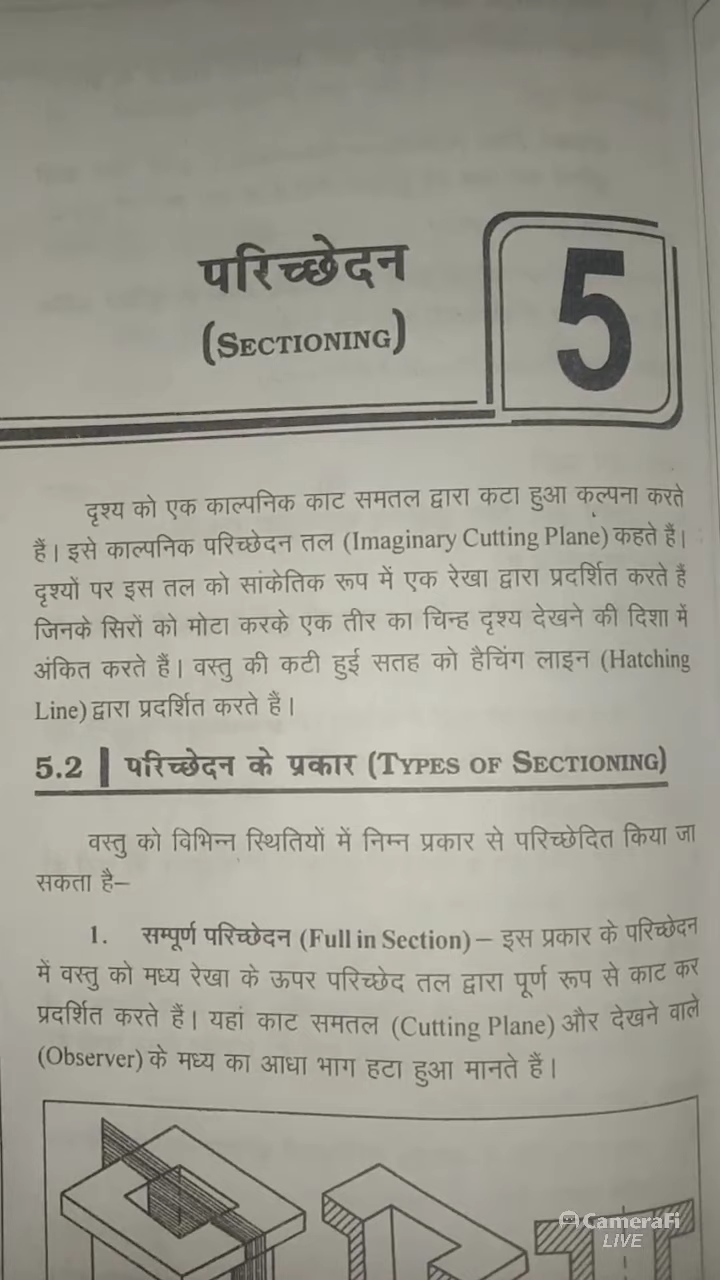 परिच्छेदन
(SECTIONING)
5
दृश्य को एक काल्पनिक काट समतल द्वारा कटा हुआ कल्पना करते
हैं। इसे काल्पनिक परिच्छेदन तल (Imaginary Cutting Plane) कहते हैं।
दृश्यों पर इस तल को सांकेतिक रूप में एक रेखा द्वारा प्रदर्शित करते हैं
जिनके सिरों को मोटा करके एक तीर का चिन्ह दृश्य देखने की दिशा में
अंकित करते हैं। वस्तु की कटी हुई सतह को हैचिंग लाइन (Hatching
Line) द्वारा प्रदर्शित करते हैं।
5.2 | परिच्छेदन के प्रकार (TYPES OF SECTIONING)
वस्तु को विभिन्न स्थितियों में निम्न प्रकार से परिच्छेदित किया जा
सकता है–
1. सम्पूर्ण परिच्छेदन (Full in Section) – इस प्रकार के परिच्छेदन
में वस्तु को मध्य रेखा के ऊपर परिच्छेद तल द्वारा पूर्ण रूप से काट कर
प्रदर्शित करते हैं। यहां काट समतल (Cutting Plane) और देखने वाले
(Observer) के मध्य का आधा भाग हटा हुआ मानते हैं।
CameraFi
LIVE